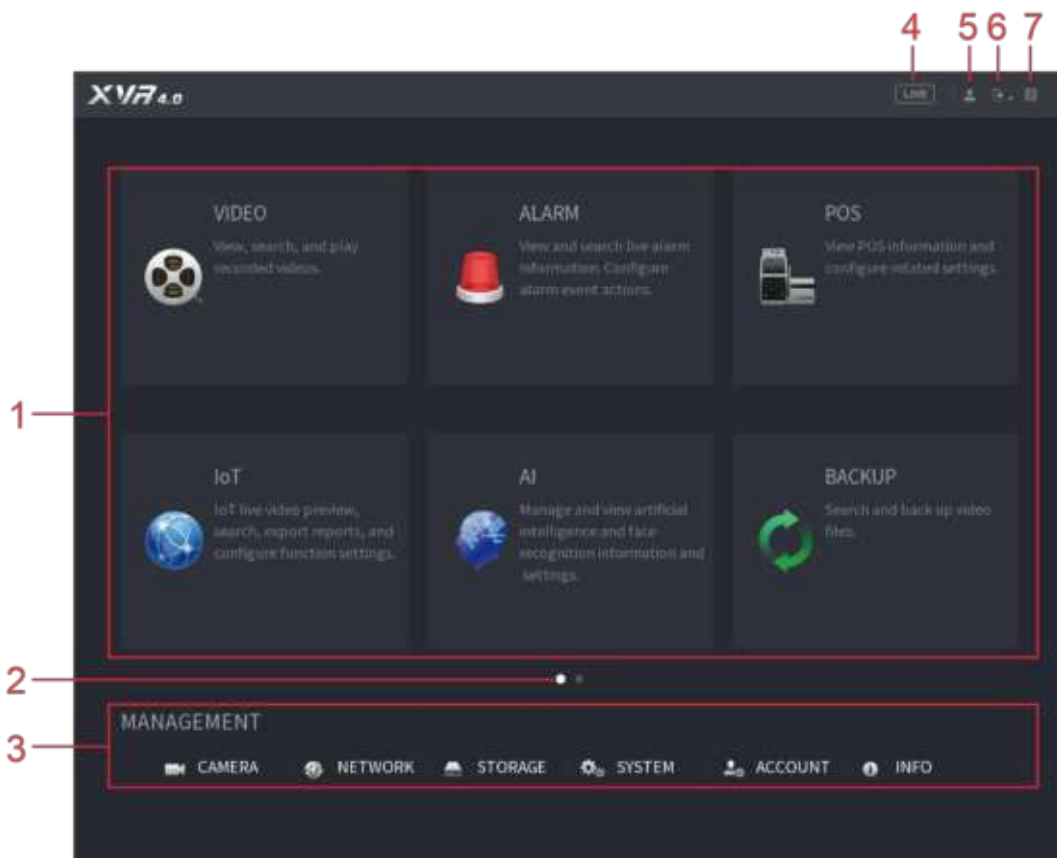 4 5 6 7
XVR 4.0
LIVE
VIDEO
View, search, and play
recorded videos.
ALARM
View and search live alarm
information. Configure
alarm event actions.
POS
View POS information and
configure related settings.
1
IoT
IoT live video preview,
search, export reports, and
configure function settings.
AI
Manage and view artificial
intelligence and face
recognition information and
settings.
BACKUP
Search and back up video
files.
2
3
MANAGEMENT
CAMERA NETWORK STORAGE SYSTEM ACCOUNT INFO